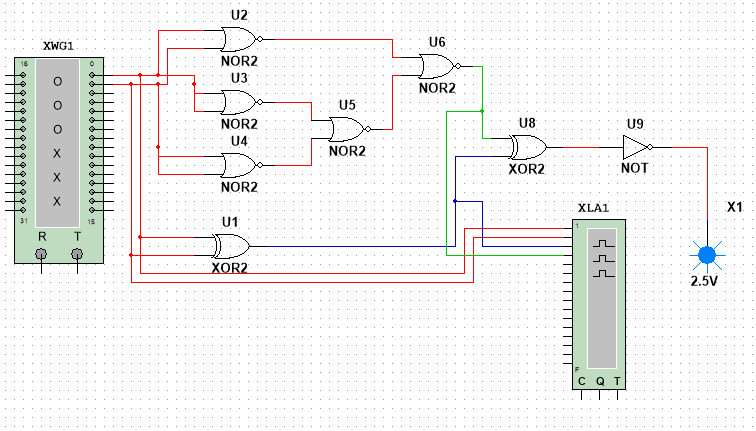 XWG1
16
0
O
O
O
X
X
X
31
15
R
T
U2
NOR2
U3
NOR2
U4
NOR2
U5
NOR2
U6
NOR2
U1
XOR2
U8
XOR2
U9
NOT
XLA1
1
F
C Q T
X1
2.5V